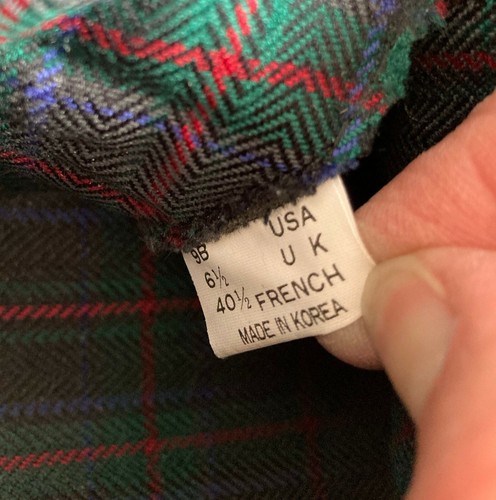 9B USA
6½ U K
40½ FRENCH
MADE IN KOREA